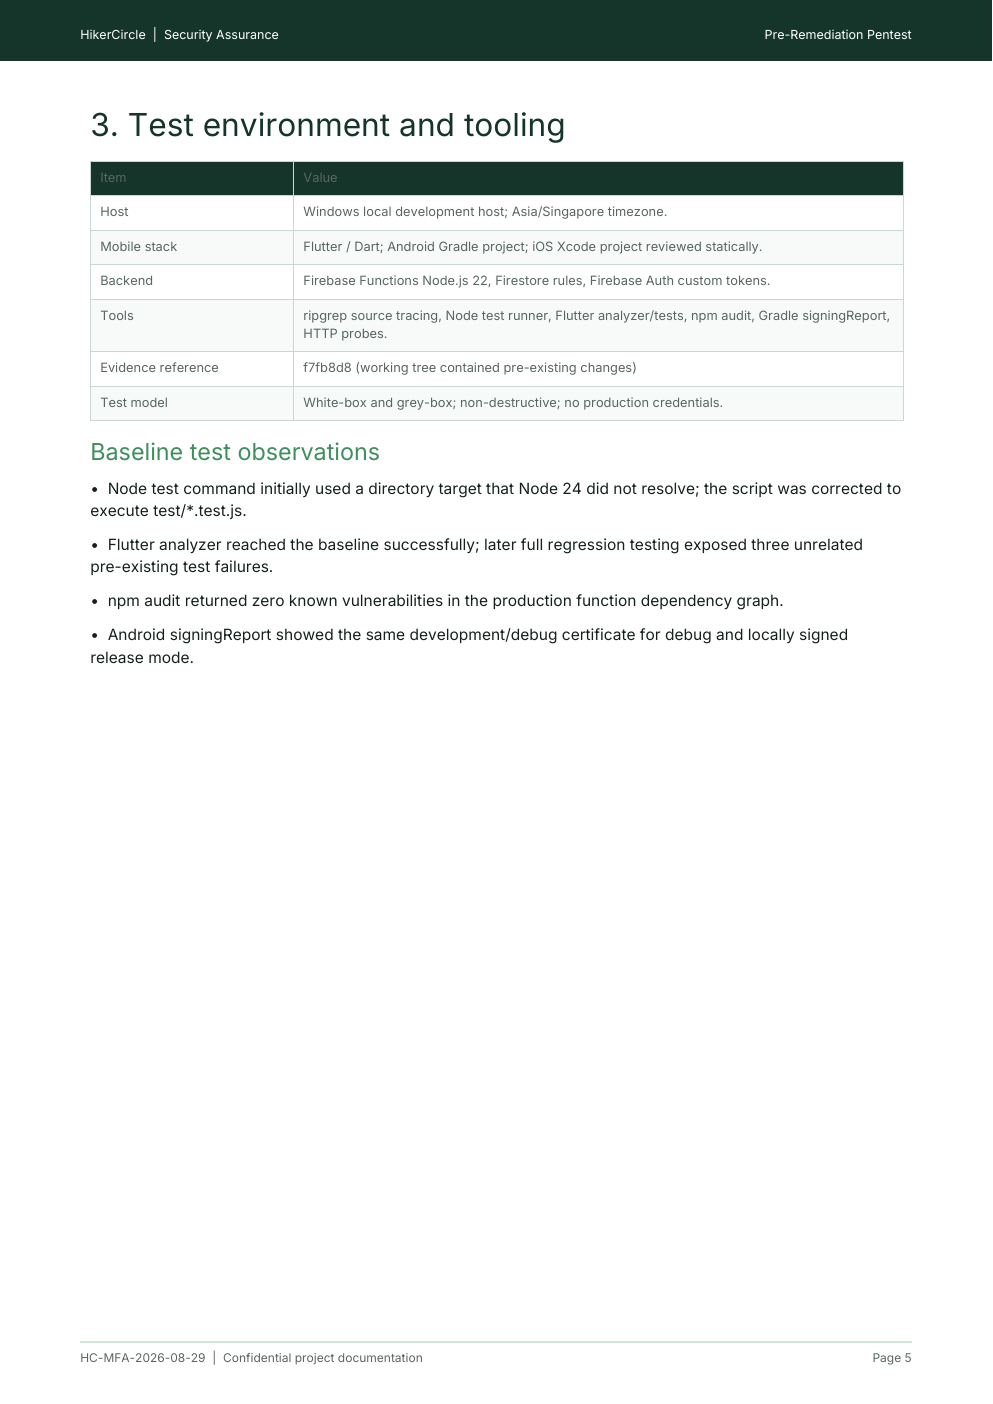 HikerCircle | Security Assurance
Pre-Remediation Pentest
3. Test environment and tooling
Item Value
Host Windows local development host; Asia/Singapore timezone.
Mobile stack Flutter / Dart; Android Gradle project; iOS Xcode project reviewed statically.
Backend Firebase Functions Node.js 22, Firestore rules, Firebase Auth custom tokens.
Tools ripgrep source tracing, Node test runner, Flutter analyzer/tests, npm audit, Gradle signingReport,
HTTP probes.
Evidence reference f7fb8d8 (working tree contained pre-existing changes)
Test model White-box and grey-box; non-destructive; no production credentials.
Baseline test observations
• Node test command initially used a directory target that Node 24 did not resolve; the script was corrected to
execute test/*.test.js.
• Flutter analyzer reached the baseline successfully; later full regression testing exposed three unrelated
pre-existing test failures.
• npm audit returned zero known vulnerabilities in the production function dependency graph.
• Android signingReport showed the same development/debug certificate for debug and locally signed
release mode.
HC-MFA-2026-08-29 | Confidential project documentation
Page 5